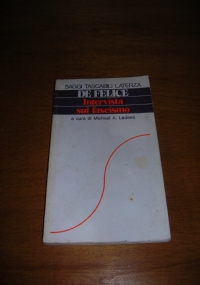 SAGGI TASCABILI LATERZA
DE FELICE
Intervista
sul fascismo
a cura di Michael A. Ledeen